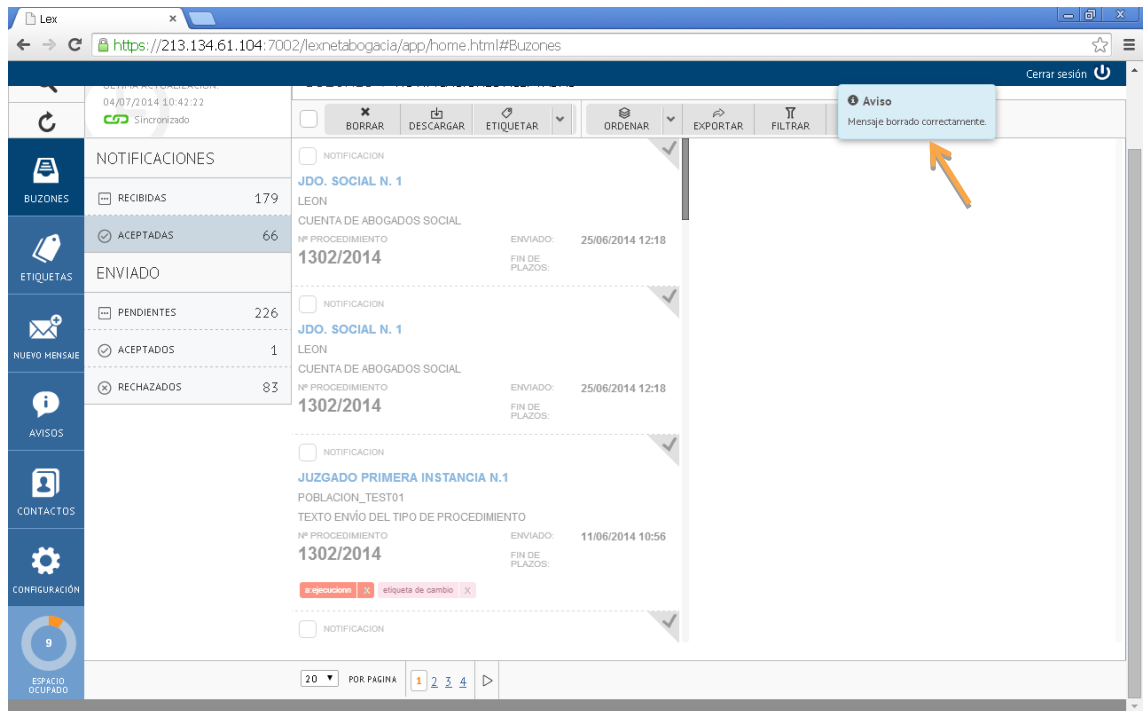 Lex
https://213.134.61.104:7002/lexnetabogacia/app/home.html#Buzones
Cerrar sesión
04/07/2014 10:42:22
Sincronizado
BORRAR
DESCARGAR
ETIQUETAR
ORDENAR
EXPORTAR
FILTRAR
Aviso
Mensaje borrado correctamente.
BUZONES
ETIQUETAS
NUEVO MENSAJE
AVISOS
CONTACTOS
CONFIGURACIÓN
9
ESPACIO
OCUPADO
NOTIFICACIONES
RECIBIDAS 179
ACEPTADAS 66
ENVIADO
PENDIENTES 226
ACEPTADOS 1
RECHAZADOS 83
NOTIFICACION
JDO. SOCIAL N. 1
LEON
CUENTA DE ABOGADOS SOCIAL
Nº PROCEDIMIENTO ENVIADO: 25/06/2014 12:18
1302/2014 FIN DE
PLAZOS:
NOTIFICACION
JDO. SOCIAL N. 1
LEON
CUENTA DE ABOGADOS SOCIAL
Nº PROCEDIMIENTO ENVIADO: 25/06/2014 12:18
1302/2014 FIN DE
PLAZOS:
NOTIFICACION
JUZGADO PRIMERA INSTANCIA N.1
POBLACION_TEST01
TEXTO ENVÍO DEL TIPO DE PROCEDIMIENTO
Nº PROCEDIMIENTO ENVIADO: 11/06/2014 10:56
1302/2014 FIN DE
PLAZOS:
a:ejecucionn X etiqueta de cambio X
NOTIFICACION
20 POR PAGINA 1 2 3 4